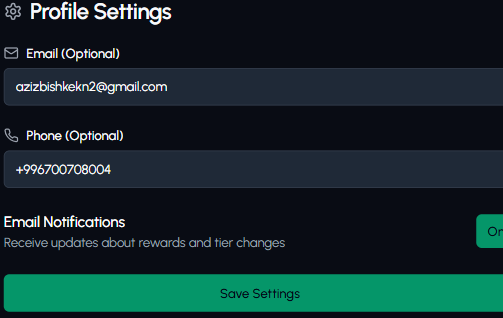 Profile Settings
Email (Optional)
azizbishkekn2@gmail.com
Phone (Optional)
+996700708004
Email Notifications
Receive updates about rewards and tier changes
On
Save Settings